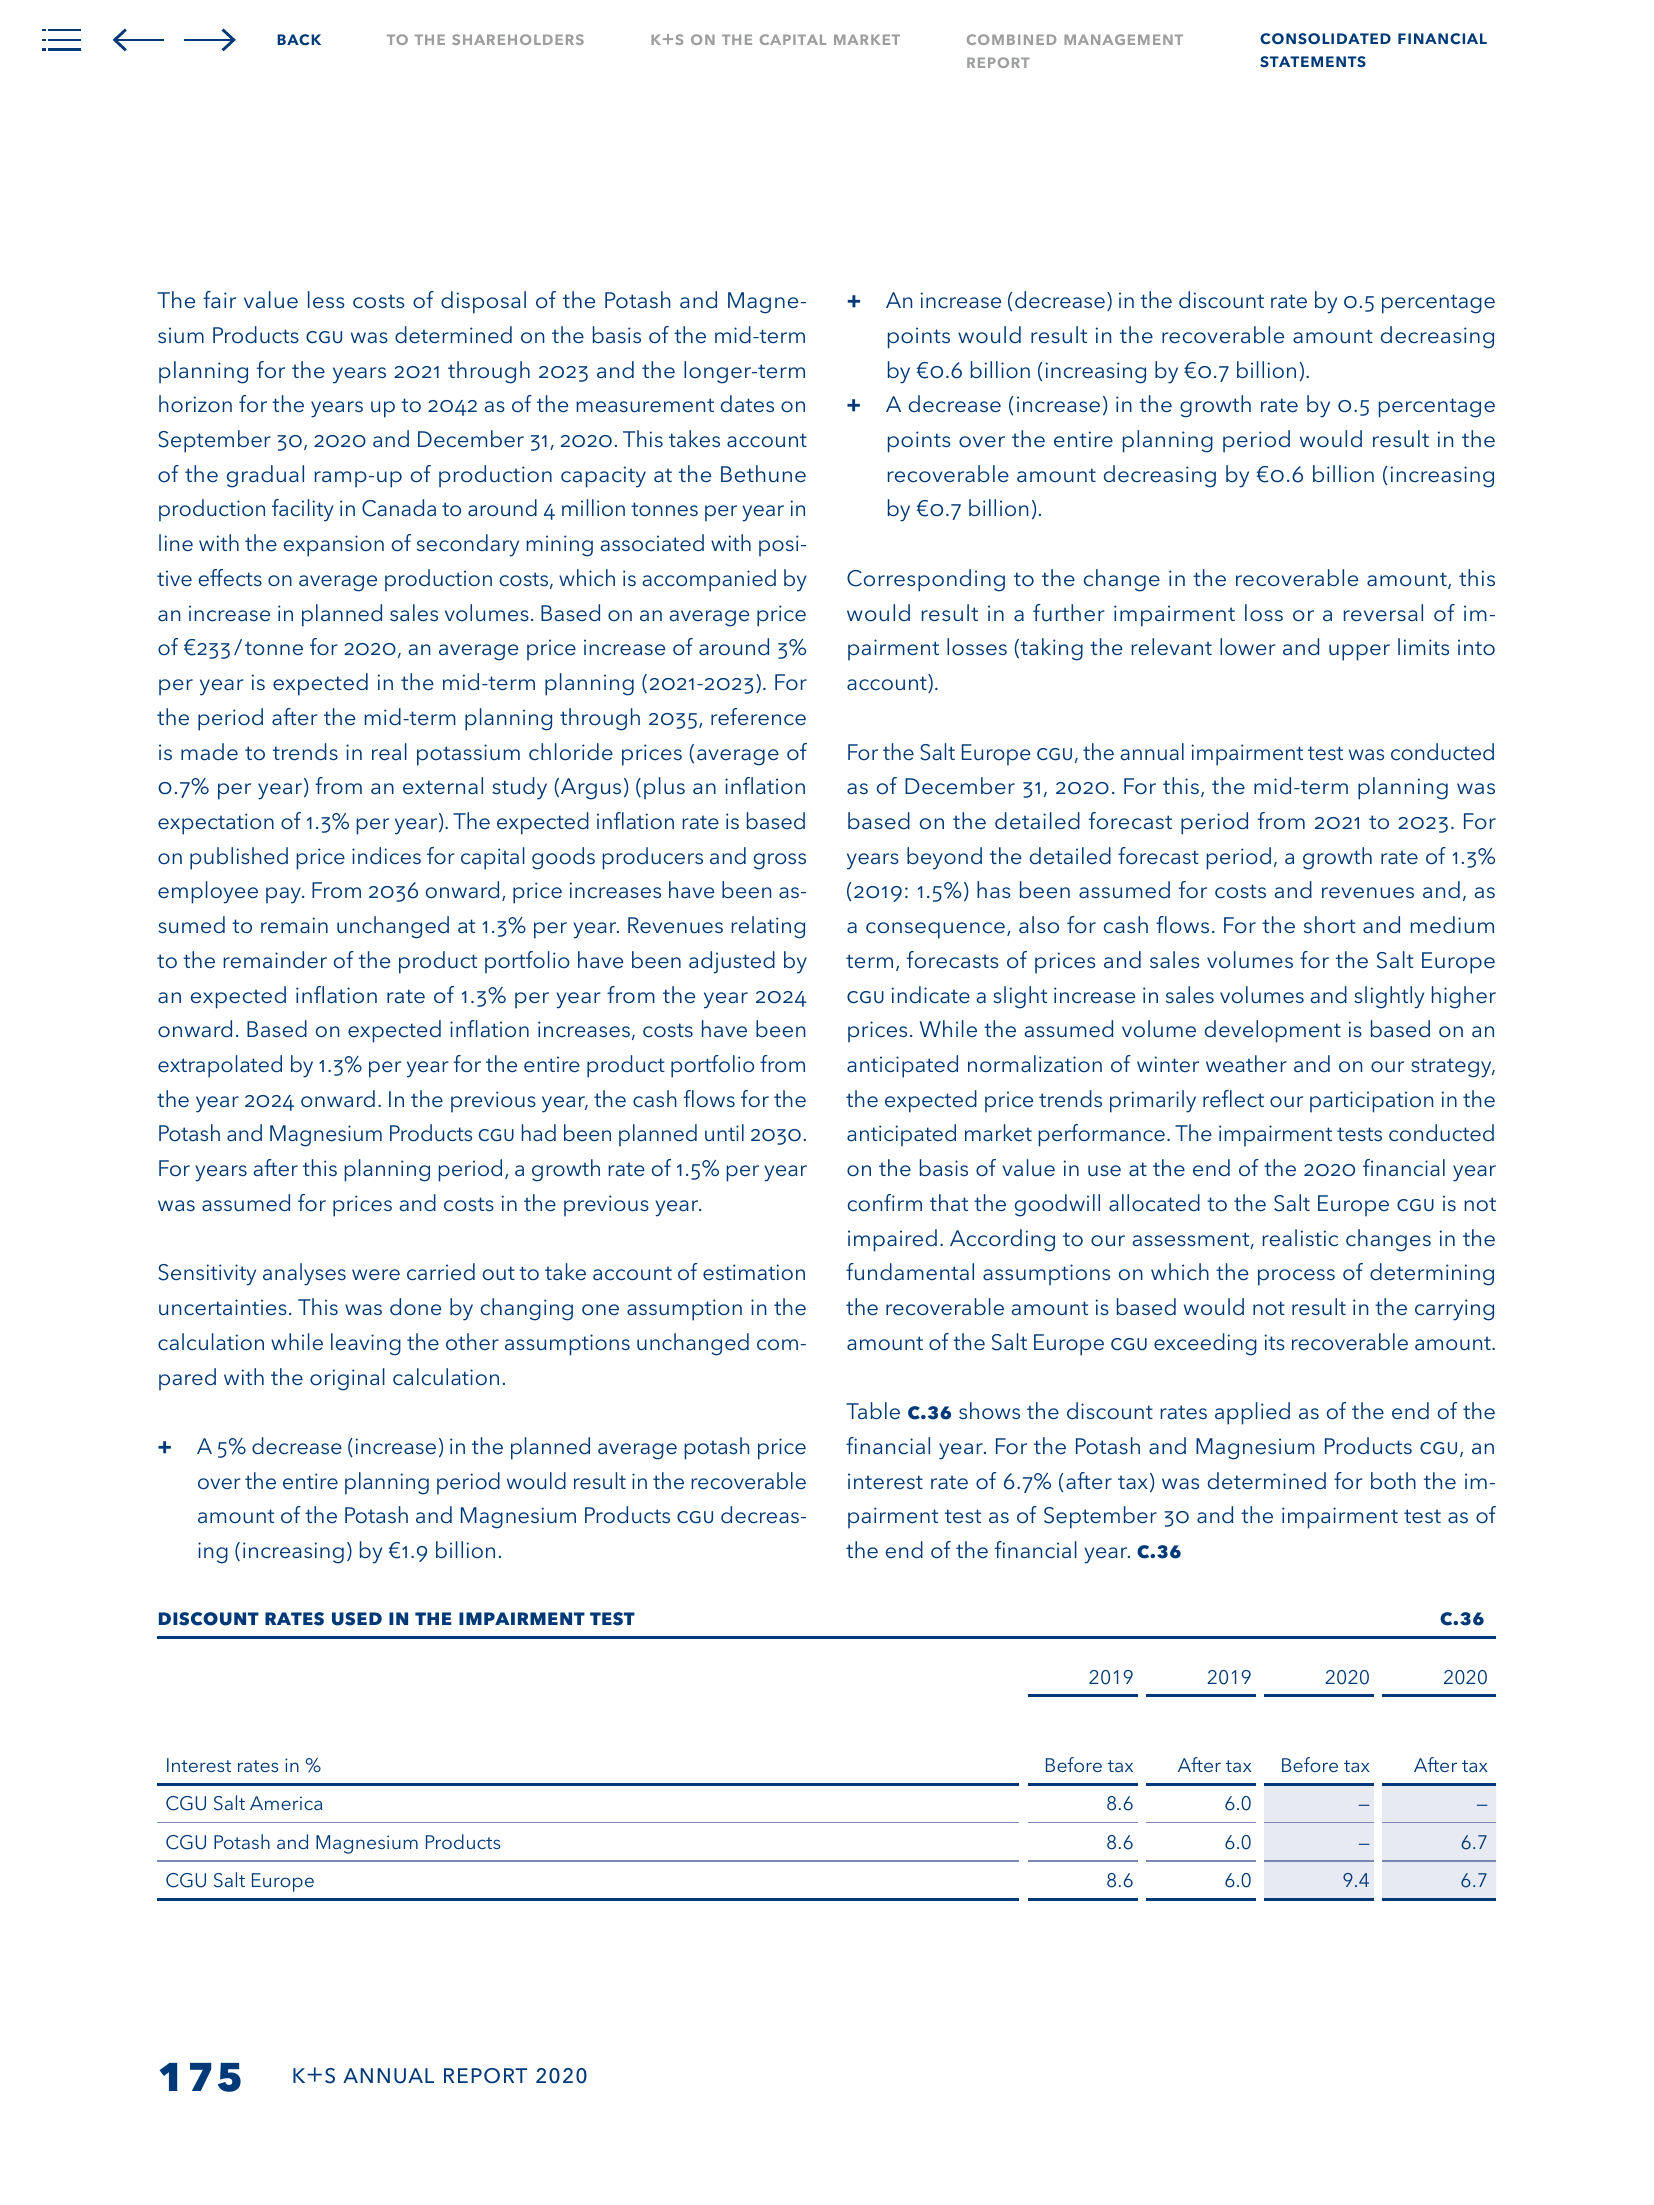 BACK
TO THE SHAREHOLDERS
K+S ON THE CAPITAL MARKET
COMBINED MANAGEMENT
REPORT
CONSOLIDATED FINANCIAL
STATEMENTS
The fair value less costs of disposal of the Potash and Magne-
sium Products CGU was determined on the basis of the mid-term
planning for the years 2021 through 2023 and the longer-term
horizon for the years up to 2042 as of the measurement dates on
September 30, 2020 and December 31, 2020. This takes account
of the gradual ramp-up of production capacity at the Bethune
production facility in Canada to around 4 million tonnes per year in
line with the expansion of secondary mining associated with posi-
tive effects on average production costs, which is accompanied by
an increase in planned sales volumes. Based on an average price
of €233/tonne for 2020, an average price increase of around 3%
per year is expected in the mid-term planning (2021-2023). For
the period after the mid-term planning through 2035, reference
is made to trends in real potassium chloride prices (average of
0.7% per year) from an external study (Argus) (plus an inflation
expectation of 1.3% per year). The expected inflation rate is based
on published price indices for capital goods producers and gross
employee pay. From 2036 onward, price increases have been as-
sumed to remain unchanged at 1.3% per year. Revenues relating
to the remainder of the product portfolio have been adjusted by
an expected inflation rate of 1.3% per year from the year 2024
onward. Based on expected inflation increases, costs have been
extrapolated by 1.3% per year for the entire product portfolio from
the year 2024 onward. In the previous year, the cash flows for the
Potash and Magnesium Products CGU had been planned until 2030.
For years after this planning period, a growth rate of 1.5% per year
was assumed for prices and costs in the previous year.
Sensitivity analyses were carried out to take account of estimation
uncertainties. This was done by changing one assumption in the
calculation while leaving the other assumptions unchanged com-
pared with the original calculation.
+ A 5% decrease (increase) in the planned average potash price
over the entire planning period would result in the recoverable
amount of the Potash and Magnesium Products CGU decreas-
ing (increasing) by €1.9 billion.
+ An increase (decrease) in the discount rate by 0.5 percentage
points would result in the recoverable amount decreasing
by €0.6 billion (increasing by €0.7 billion).
+ A decrease (increase) in the growth rate by 0.5 percentage
points over the entire planning period would result in the
recoverable amount decreasing by €0.6 billion (increasing
by €0.7 billion).
Corresponding to the change in the recoverable amount, this
would result in a further impairment loss or a reversal of im-
pairment losses (taking the relevant lower and upper limits into
account).
For the Salt Europe CGU, the annual impairment test was conducted
as of December 31, 2020. For this, the mid-term planning was
based on the detailed forecast period from 2021 to 2023. For
years beyond the detailed forecast period, a growth rate of 1.3%
(2019: 1.5%) has been assumed for costs and revenues and, as
a consequence, also for cash flows. For the short and medium
term, forecasts of prices and sales volumes for the Salt Europe
CGU indicate a slight increase in sales volumes and slightly higher
prices. While the assumed volume development is based on an
anticipated normalization of winter weather and on our strategy,
the expected price trends primarily reflect our participation in the
anticipated market performance. The impairment tests conducted
on the basis of value in use at the end of the 2020 financial year
confirm that the goodwill allocated to the Salt Europe CGU is not
impaired. According to our assessment, realistic changes in the
fundamental assumptions on which the process of determining
the recoverable amount is based would not result in the carrying
amount of the Salt Europe CGU exceeding its recoverable amount.
Table C.36 shows the discount rates applied as of the end of the
financial year. For the Potash and Magnesium Products CGU, an
interest rate of 6.7% (after tax) was determined for both the im-
pairment test as of September 30 and the impairment test as of
the end of the financial year. C.36
DISCOUNT RATES USED IN THE IMPAIRMENT TEST C.36
2019 2019 2020 2020
Interest rates in % Before tax After tax Before tax After tax
CGU Salt America 8.6 6.0 – –
CGU Potash and Magnesium Products 8.6 6.0 – 6.7
CGU Salt Europe 8.6 6.0 9.4 6.7
175 K+S ANNUAL REPORT 2020